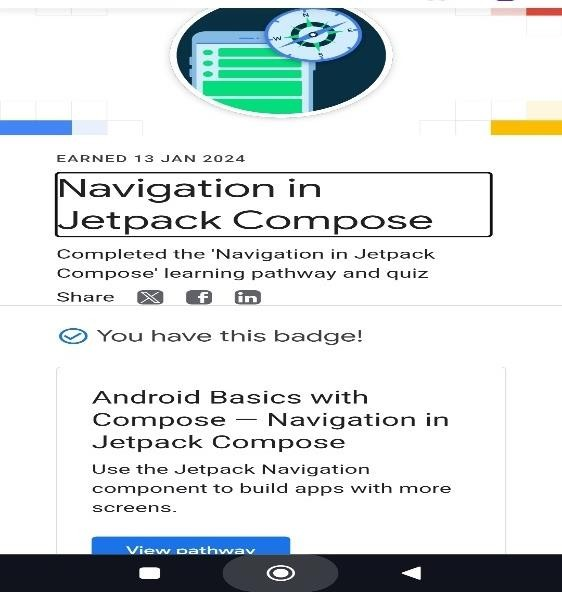 EARNED 13 JAN 2024
Navigation in
Jetpack Compose
Completed the 'Navigation in Jetpack
Compose' learning pathway and quiz
Share
You have this badge!
Android Basics with
Compose — Navigation in
Jetpack Compose
Use the Jetpack Navigation
component to build apps with more
screens.
View pathway